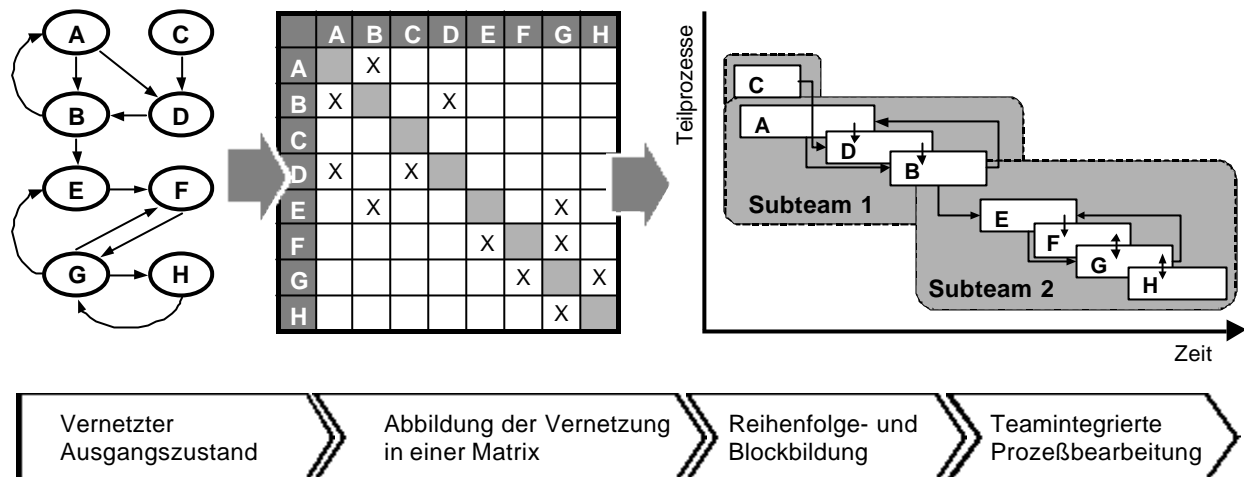 A C
B D
E F
G H
A B C D E F G H
A X
B X X
C
D X X
E X X
F X X
G X X
H X
Teilprozesse
C
A
D
B
Subteam 1
E
F
G
H
Subteam 2
Zeit
Vernetzter
Ausgangszustand
Abbildung der Vernetzung
in einer Matrix
Reihenfolge- und
Blockbildung
Teamintegrierte
Prozeßbearbeitung